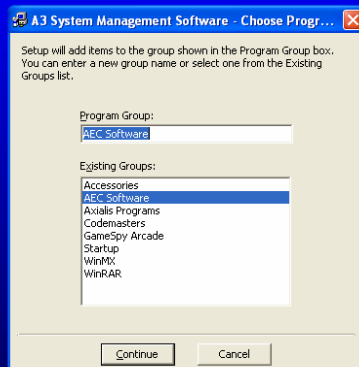 A3 System Management Software - Choose Progr...
Setup will add items to the group shown in the Program Group box.
You can enter a new group name or select one from the Existing
Groups list.
Program Group:
AEC Software
Existing Groups:
Accessories
AEC Software
Axialis Programs
Codemasters
GameSpy Arcade
Startup
WinMX
WinRAR
Continue
Cancel